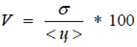 V = σ / <y> * 100